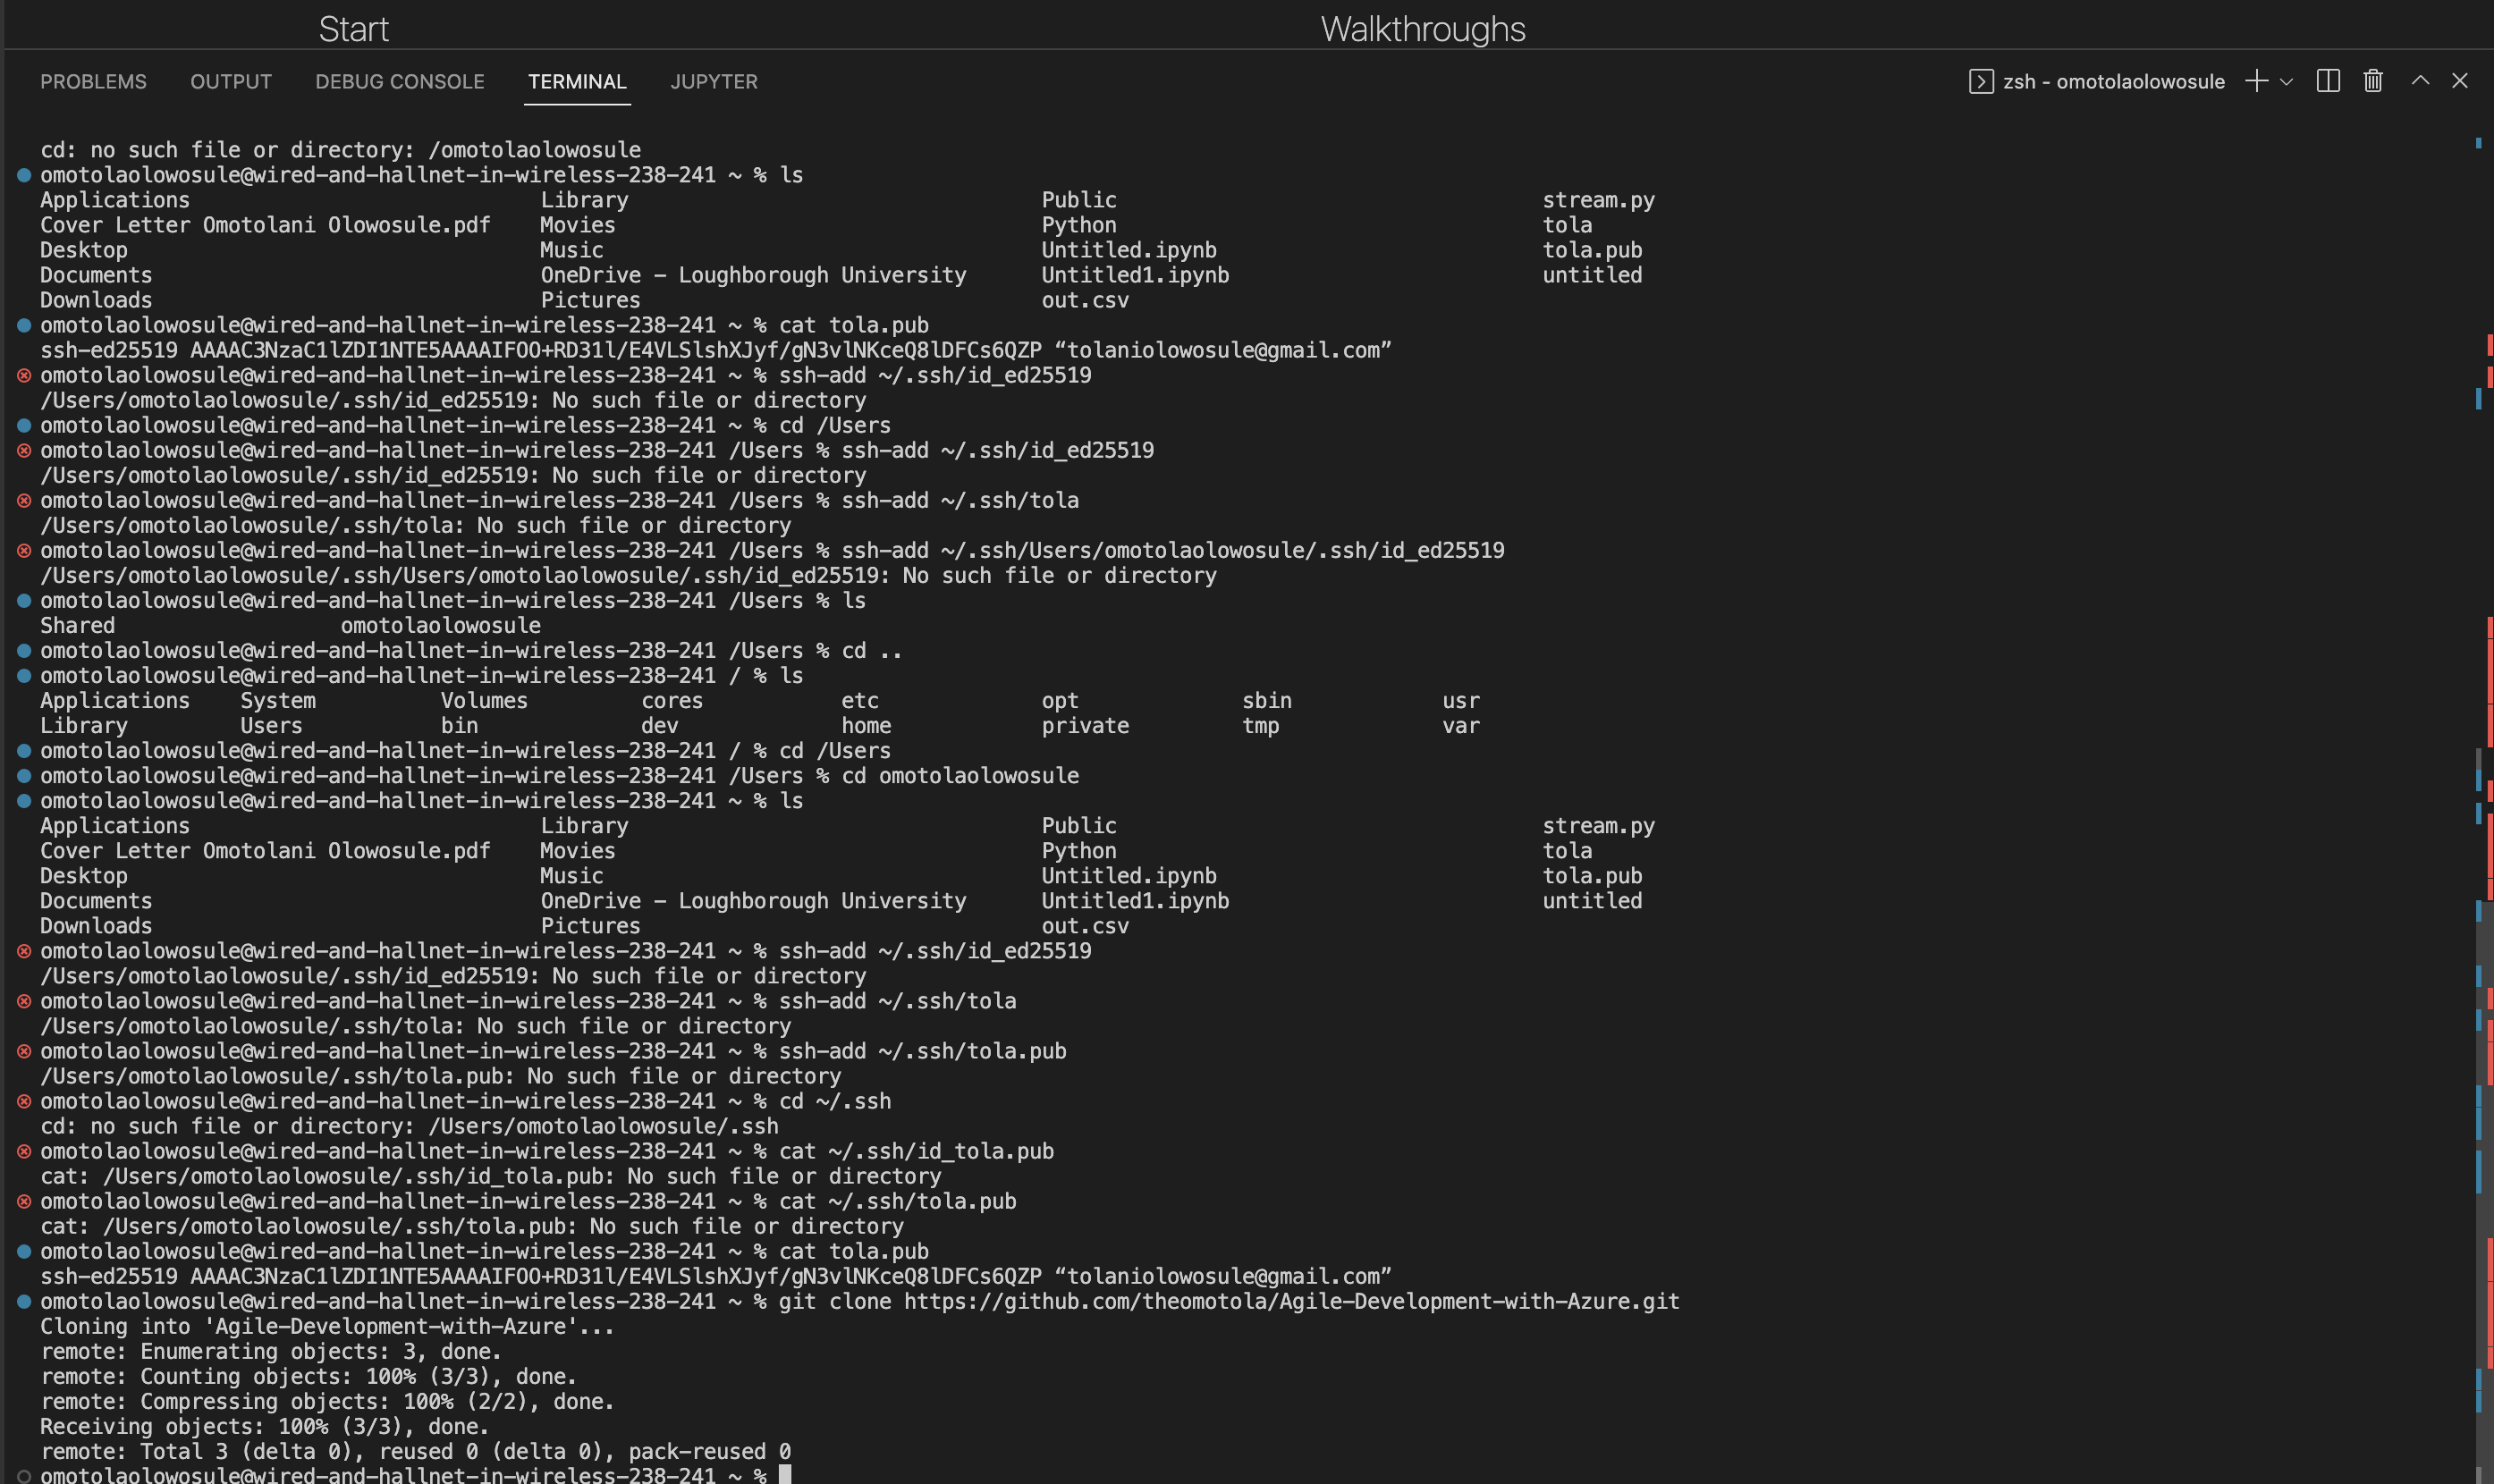 Start Walkthroughs
PROBLEMS OUTPUT DEBUG CONSOLE TERMINAL JUPYTER zsh - omotolaolowosule
cd: no such file or directory: /omotolaolowosule
omotolaolowosule@wired-and-hallnet-in-wireless-238-241 ~ % ls
Applications Library Public stream.py
Cover Letter Omotolani Olowosule.pdf Movies Python tola
Desktop Music Untitled.ipynb tola.pub
Documents OneDrive - Loughborough University Untitled1.ipynb untitled
Downloads Pictures out.csv
omotolaolowosule@wired-and-hallnet-in-wireless-238-241 ~ % cat tola.pub
ssh-ed25519 AAAAC3NzaC1lZDI1NTE5AAAAIFOO+RD31l/E4VLSlshXJyf/gN3vlNKceQ8lDFCs6QZP “tolaniolowosule@gmail.com”
omotolaolowosule@wired-and-hallnet-in-wireless-238-241 ~ % ssh-add ~/.ssh/id_ed25519
/Users/omotolaolowosule/.ssh/id_ed25519: No such file or directory
omotolaolowosule@wired-and-hallnet-in-wireless-238-241 ~ % cd /Users
omotolaolowosule@wired-and-hallnet-in-wireless-238-241 /Users % ssh-add ~/.ssh/id_ed25519
/Users/omotolaolowosule/.ssh/id_ed25519: No such file or directory
omotolaolowosule@wired-and-hallnet-in-wireless-238-241 /Users % ssh-add ~/.ssh/tola
/Users/omotolaolowosule/.ssh/tola: No such file or directory
omotolaolowosule@wired-and-hallnet-in-wireless-238-241 /Users % ssh-add ~/.ssh/Users/omotolaolowosule/.ssh/id_ed25519
/Users/omotolaolowosule/.ssh/Users/omotolaolowosule/.ssh/id_ed25519: No such file or directory
omotolaolowosule@wired-and-hallnet-in-wireless-238-241 /Users % ls
Shared omotolaolowosule
omotolaolowosule@wired-and-hallnet-in-wireless-238-241 /Users % cd ..
omotolaolowosule@wired-and-hallnet-in-wireless-238-241 / % ls
Applications System Volumes cores etc opt sbin usr
Library Users bin dev home private tmp var
omotolaolowosule@wired-and-hallnet-in-wireless-238-241 / % cd /Users
omotolaolowosule@wired-and-hallnet-in-wireless-238-241 /Users % cd omotolaolowosule
omotolaolowosule@wired-and-hallnet-in-wireless-238-241 ~ % ls
Applications Library Public stream.py
Cover Letter Omotolani Olowosule.pdf Movies Python tola
Desktop Music Untitled.ipynb tola.pub
Documents OneDrive - Loughborough University Untitled1.ipynb untitled
Downloads Pictures out.csv
omotolaolowosule@wired-and-hallnet-in-wireless-238-241 ~ % ssh-add ~/.ssh/id_ed25519
/Users/omotolaolowosule/.ssh/id_ed25519: No such file or directory
omotolaolowosule@wired-and-hallnet-in-wireless-238-241 ~ % ssh-add ~/.ssh/tola
/Users/omotolaolowosule/.ssh/tola: No such file or directory
omotolaolowosule@wired-and-hallnet-in-wireless-238-241 ~ % ssh-add ~/.ssh/tola.pub
/Users/omotolaolowosule/.ssh/tola.pub: No such file or directory
omotolaolowosule@wired-and-hallnet-in-wireless-238-241 ~ % cd ~/.ssh
cd: no such file or directory: /Users/omotolaolowosule/.ssh
omotolaolowosule@wired-and-hallnet-in-wireless-238-241 ~ % cat ~/.ssh/id_tola.pub
cat: /Users/omotolaolowosule/.ssh/id_tola.pub: No such file or directory
omotolaolowosule@wired-and-hallnet-in-wireless-238-241 ~ % cat ~/.ssh/tola.pub
cat: /Users/omotolaolowosule/.ssh/tola.pub: No such file or directory
omotolaolowosule@wired-and-hallnet-in-wireless-238-241 ~ % cat tola.pub
ssh-ed25519 AAAAC3NzaC1lZDI1NTE5AAAAIFOO+RD31l/E4VLSlshXJyf/gN3vlNKceQ8lDFCs6QZP “tolaniolowosule@gmail.com”
omotolaolowosule@wired-and-hallnet-in-wireless-238-241 ~ % git clone https://github.com/theomotola/Agile-Development-with-Azure.git
Cloning into 'Agile-Development-with-Azure'...
remote: Enumerating objects: 3, done.
remote: Counting objects: 100% (3/3), done.
remote: Compressing objects: 100% (2/2), done.
Receiving objects: 100% (3/3), done.
remote: Total 3 (delta 0), reused 0 (delta 0), pack-reused 0
omotolaolowosule@wired-and-hallnet-in-wireless-238-241 ~ %